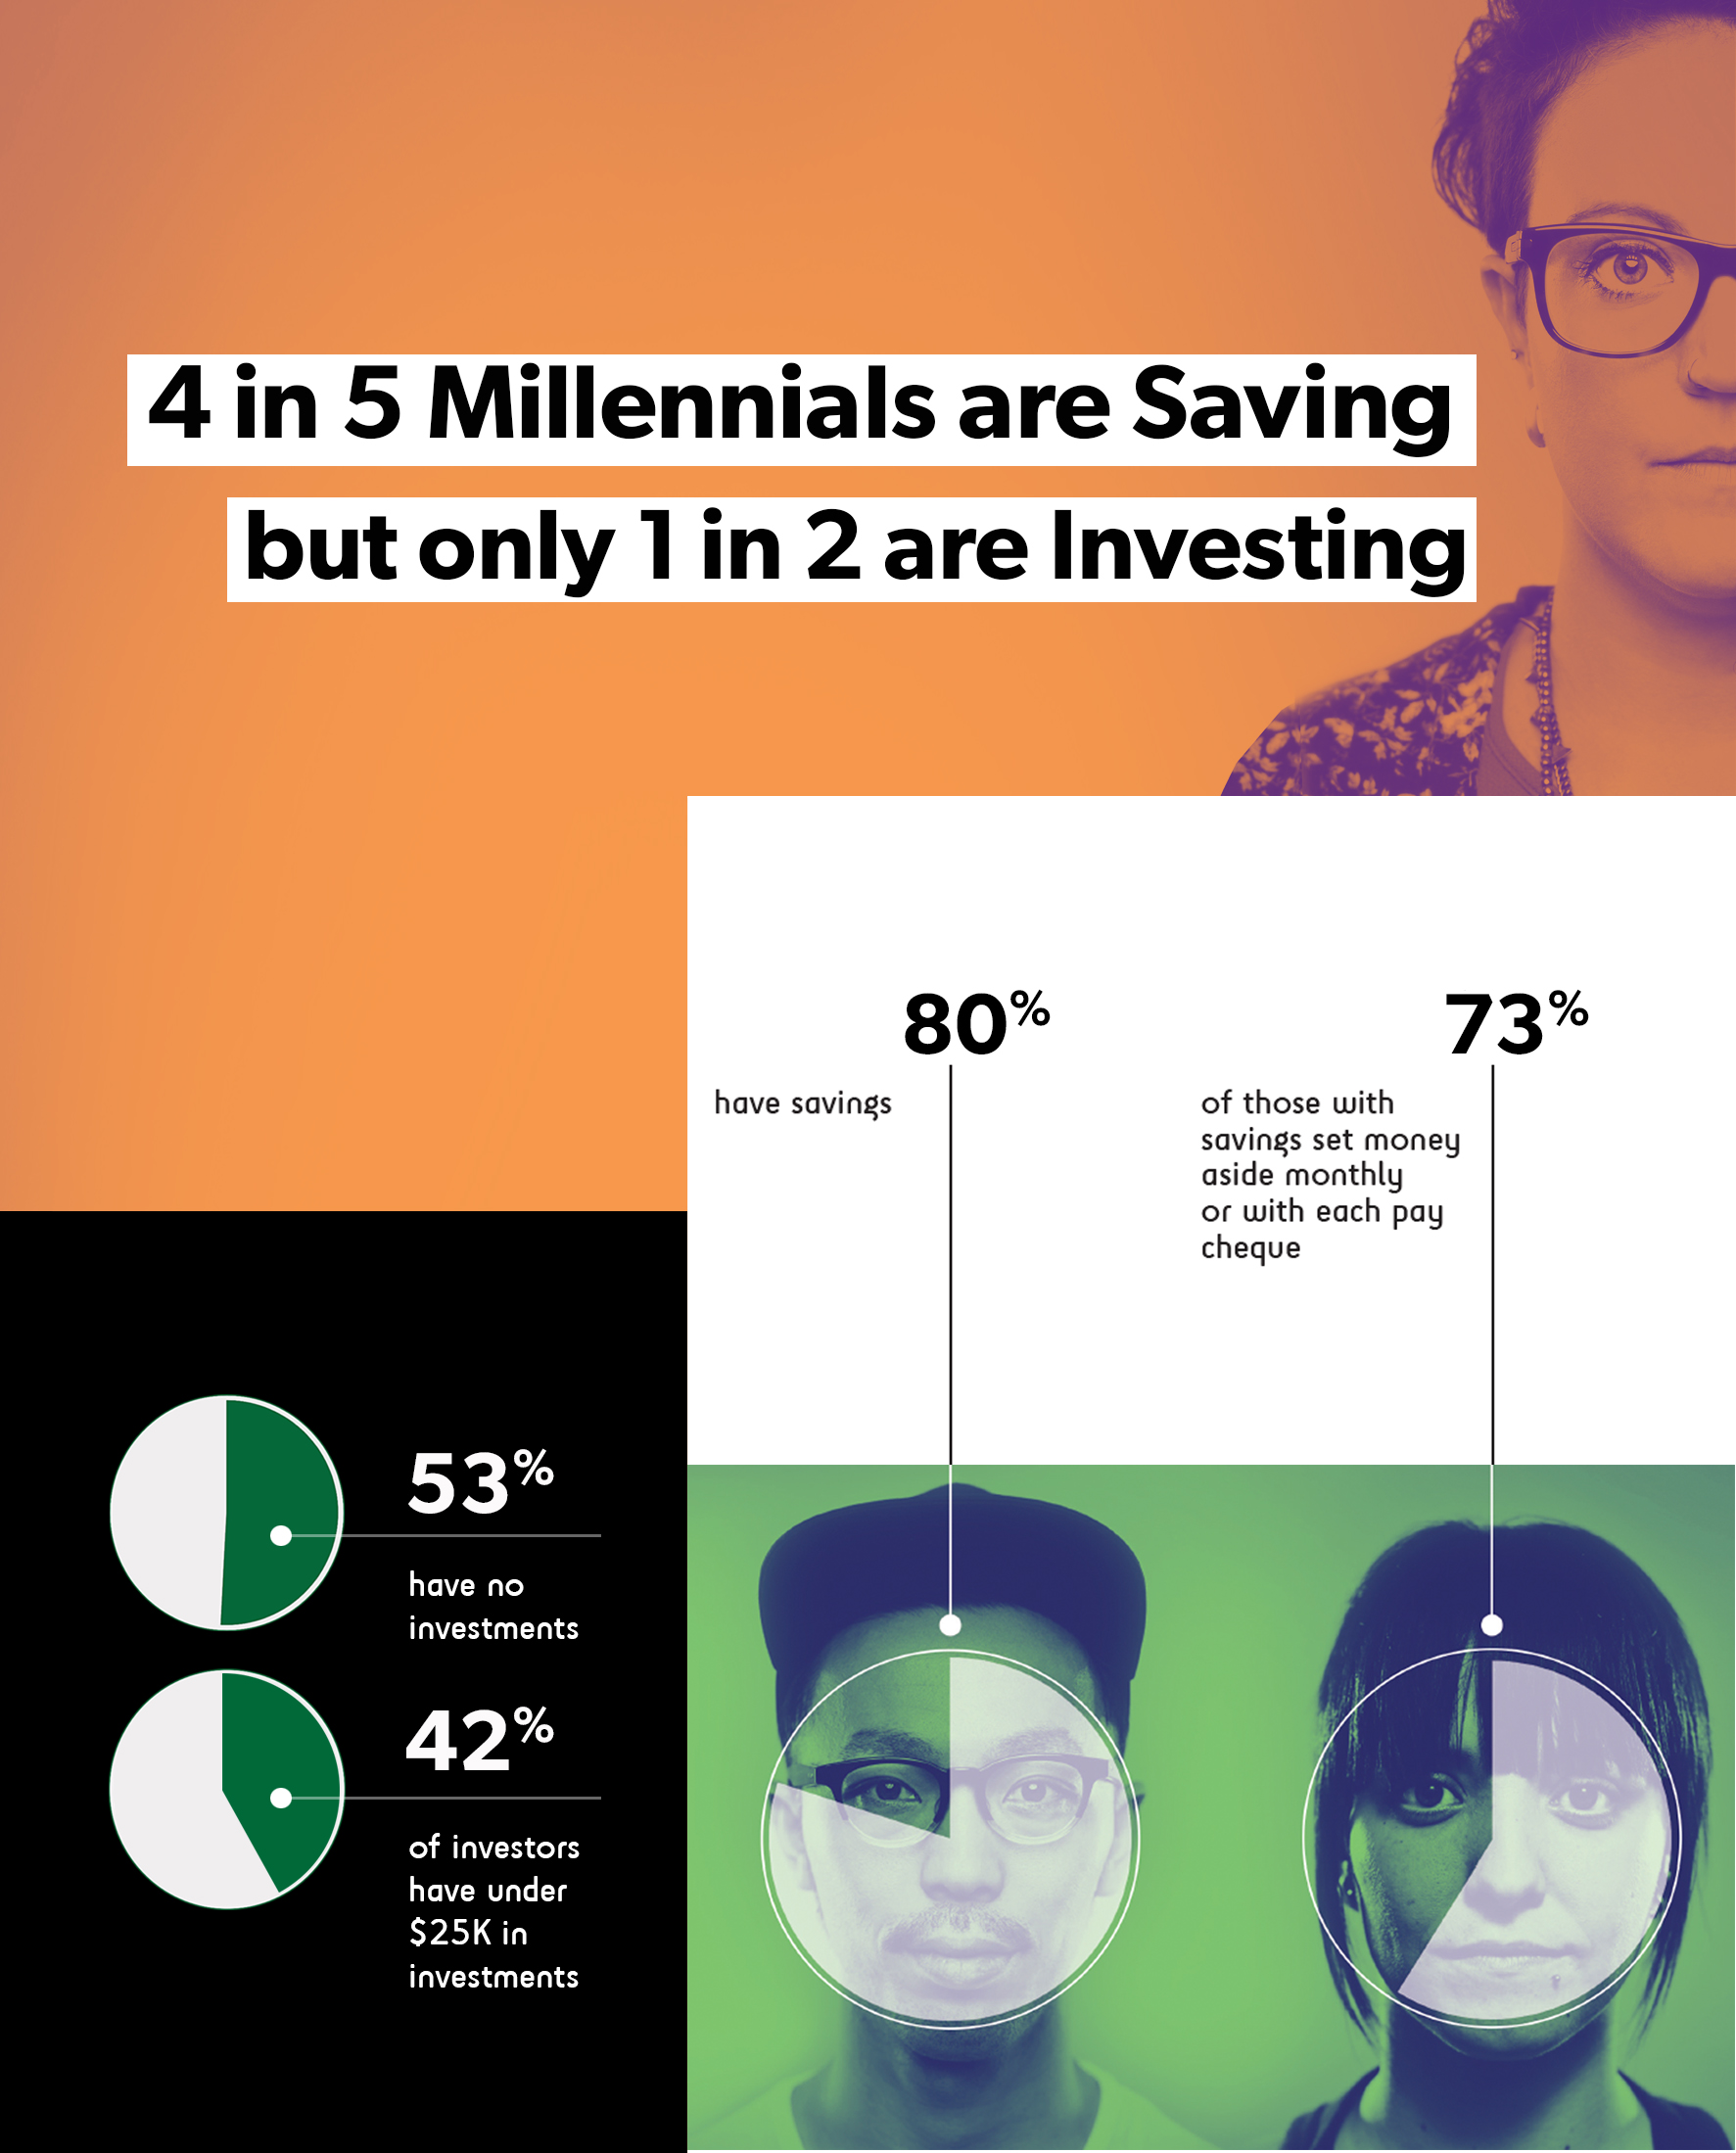 4 in 5 Millennials are Saving
but only 1 in 2 are Investing
80%
have savings
73%
of those with
savings set money
aside monthly
or with each pay
cheque
53%
have no
investments
42%
of investors
have under
$25K in
investments